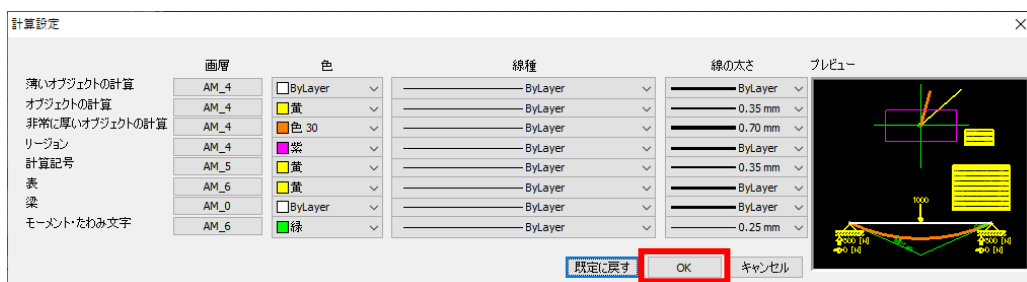 計算設定
画層 色 線種 線の太さ プレビュー
薄いオブジェクトの計算 AM_4 ByLayer ByLayer ByLayer
オブジェクトの計算 AM_4 黄 ByLayer 0.35 mm
非常に厚いオブジェクトの計算 AM_4 色 30 ByLayer 0.70 mm
リージョン AM_4 紫 ByLayer ByLayer
計算記号 AM_5 黄 ByLayer 0.35 mm
表 AM_6 黄 ByLayer ByLayer
梁 AM_0 ByLayer ByLayer ByLayer
モーメント・たわみ文字 AM_6 緑 ByLayer 0.25 mm
1000
500 [N] 500 [N]
0 [N] 0 [N]
既定に戻す OK キャンセル